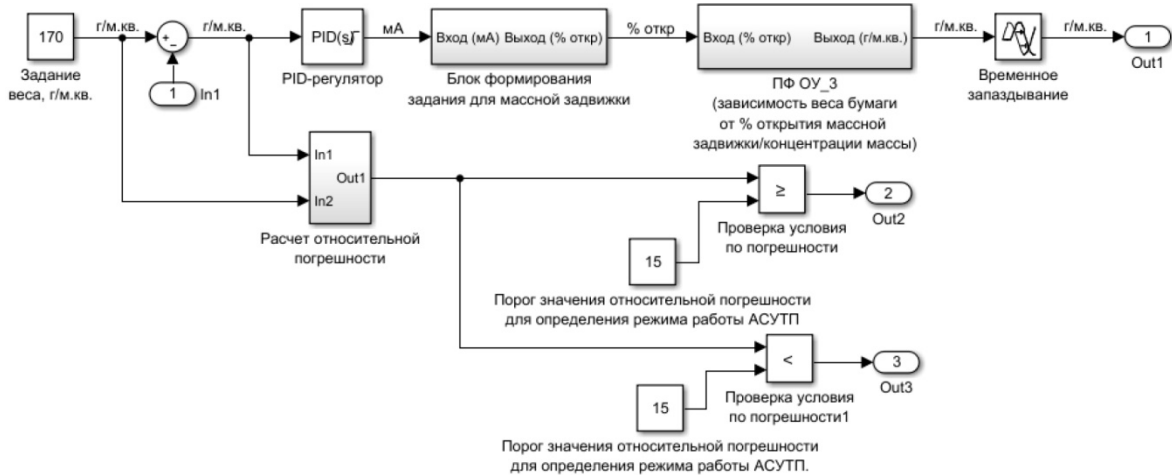 г/м.кв.
г/м.кв.
мА
% откр
г/м.кв.
г/м.кв.
170
+
−
PID(s)
Вход (мА) Выход (% откр)
Вход (% откр) Выход (г/м.кв.)
1
Out1
Задание
веса, г/м.кв.
1
In1
PID-регулятор
Блок формирования
задания для массной задвижки
ПФ ОУ_3
(зависимость веса бумаги
от % открытия массной
задвижки/концентрации массы)
Временное
запаздывание
In1
Out1
In2
Расчет относительной
погрешности
≥
2
Out2
Проверка условия
по погрешности
15
Порог значения относительной погрешности
для определения режима работы АСУТП
<
3
Out3
Проверка условия
по погрешности1
15
Порог значения относительной погрешности
для определения режима работы АСУТП.